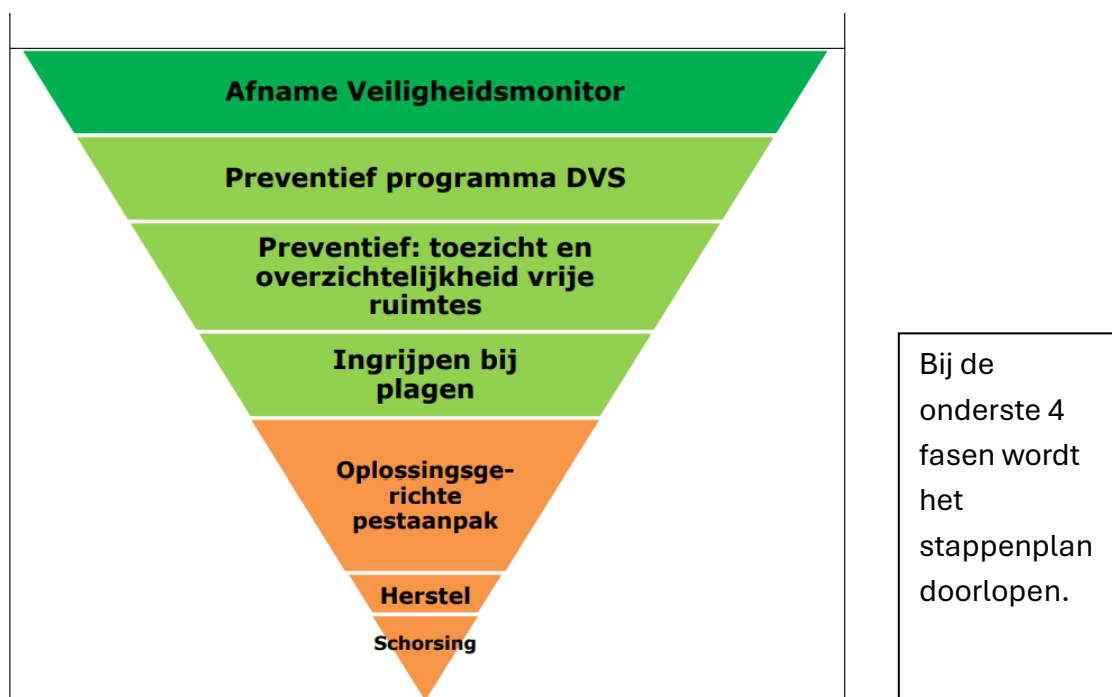 Afname Veiligheidsmonitor
Preventief programma DVS
Preventief: toezicht en
overzichtelijkheid vrije
ruimtes
Ingrijpen bij
plagen
Oplossingsge-
richte
pestaanpak
Herstel
Schorsing
Bij de
onderste 4
fasen wordt
het
stappenplan
doorlopen.